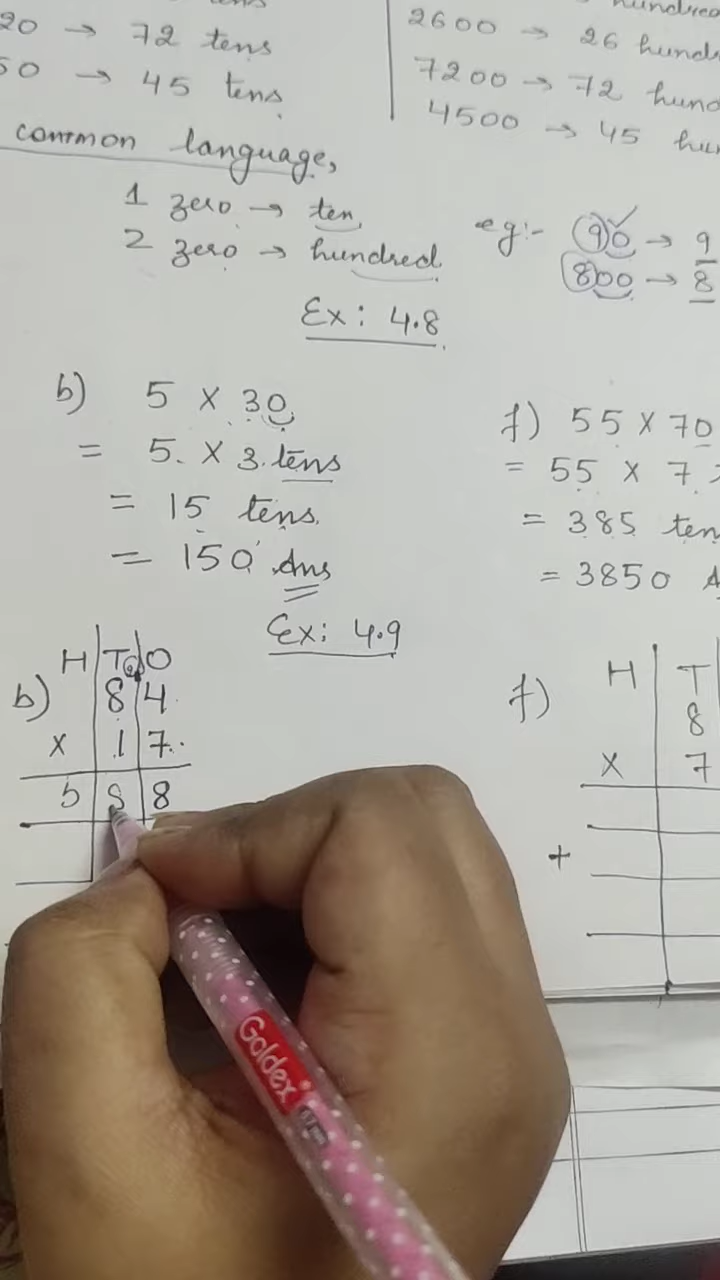 20 → 72 tens
50 → 45 tens
2600 → 26
7200 → 72
4500 → 45
common language,
1 zero → ten
2 zero → hundred
eg:- 90 → 9
800 → 8
Ex: 4.8
b) 5 × 30
= 5 × 3 tens
= 15 tens
= 150 Ans
f) 55 × 70
= 55 × 7
= 385 ten
= 3850
Ex: 4.9
H T O
b) 8 4
× 1 7
5 8 8
f) H T
8
× 7
+
Goldex